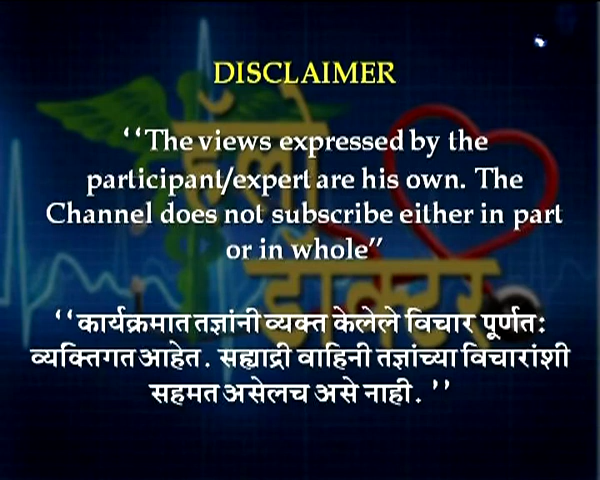 हॅलो
डॉक्टर
DISCLAIMER
‘‘The views expressed by the
participant/expert are his own. The
Channel does not subscribe either in part
or in whole”
‘‘कार्यक्रमात तज्ञांनी व्यक्त केलेले विचार पूर्णत:
व्यक्तिगत आहेत. सह्याद्री वाहिनी तज्ञांच्या विचारांशी
सहमत असेलच असे नाही. ’’